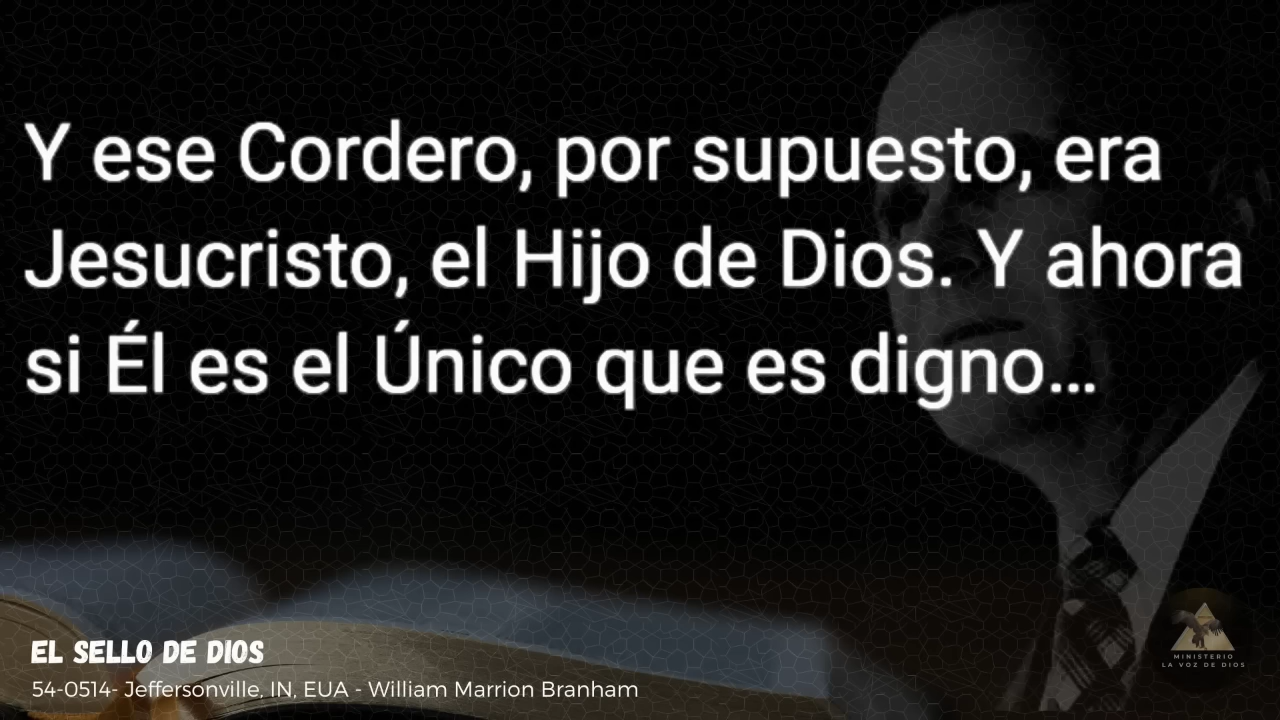 Y ese Cordero, por supuesto, era
Jesucristo, el Hijo de Dios. Y ahora
si Él es el Único que es digno...
EL SELLO DE DIOS
54-0514- Jeffersonville, IN, EUA - William Marrion Branham
MINISTERIO
LA VOZ DE DIOS